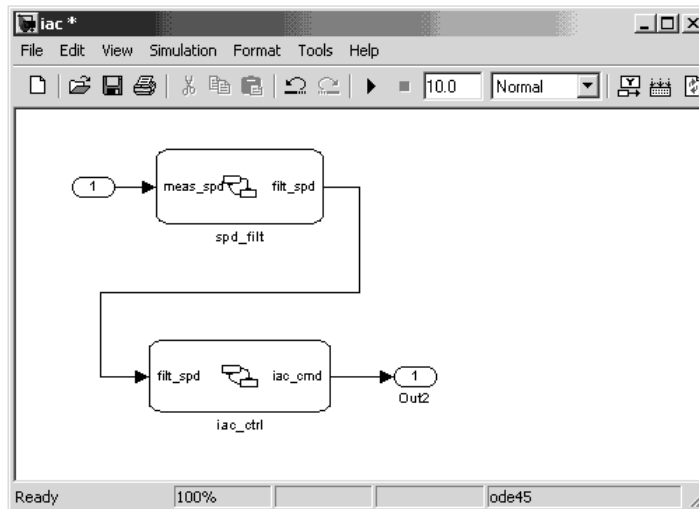 iac *
File Edit View Simulation Format Tools Help
10.0 Normal
1
meas_spd filt_spd
spd_filt
filt_spd iac_cmd
1
Out2
iac_ctrl
Ready 100% ode45